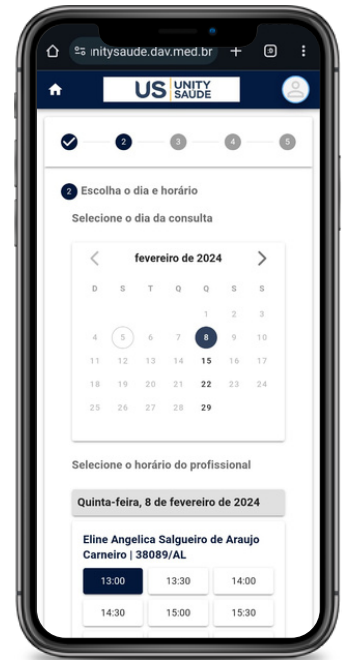 initysaude.dav.med.br
US UNITY SAÚDE
2 3 4 5
2 Escolha o dia e horário
Selecione o dia da consulta
fevereiro de 2024
D S T Q Q S S
1 2 3
4 5 6 7 8 9 10
11 12 13 14 15 16 17
18 19 20 21 22 23 24
25 26 27 28 29
Selecione o horário do profissional
Quinta-feira, 8 de fevereiro de 2024
Eline Angelica Salgueiro de Araujo
Carneiro | 38089/AL
13:00 13:30 14:00
14:30 15:00 15:30